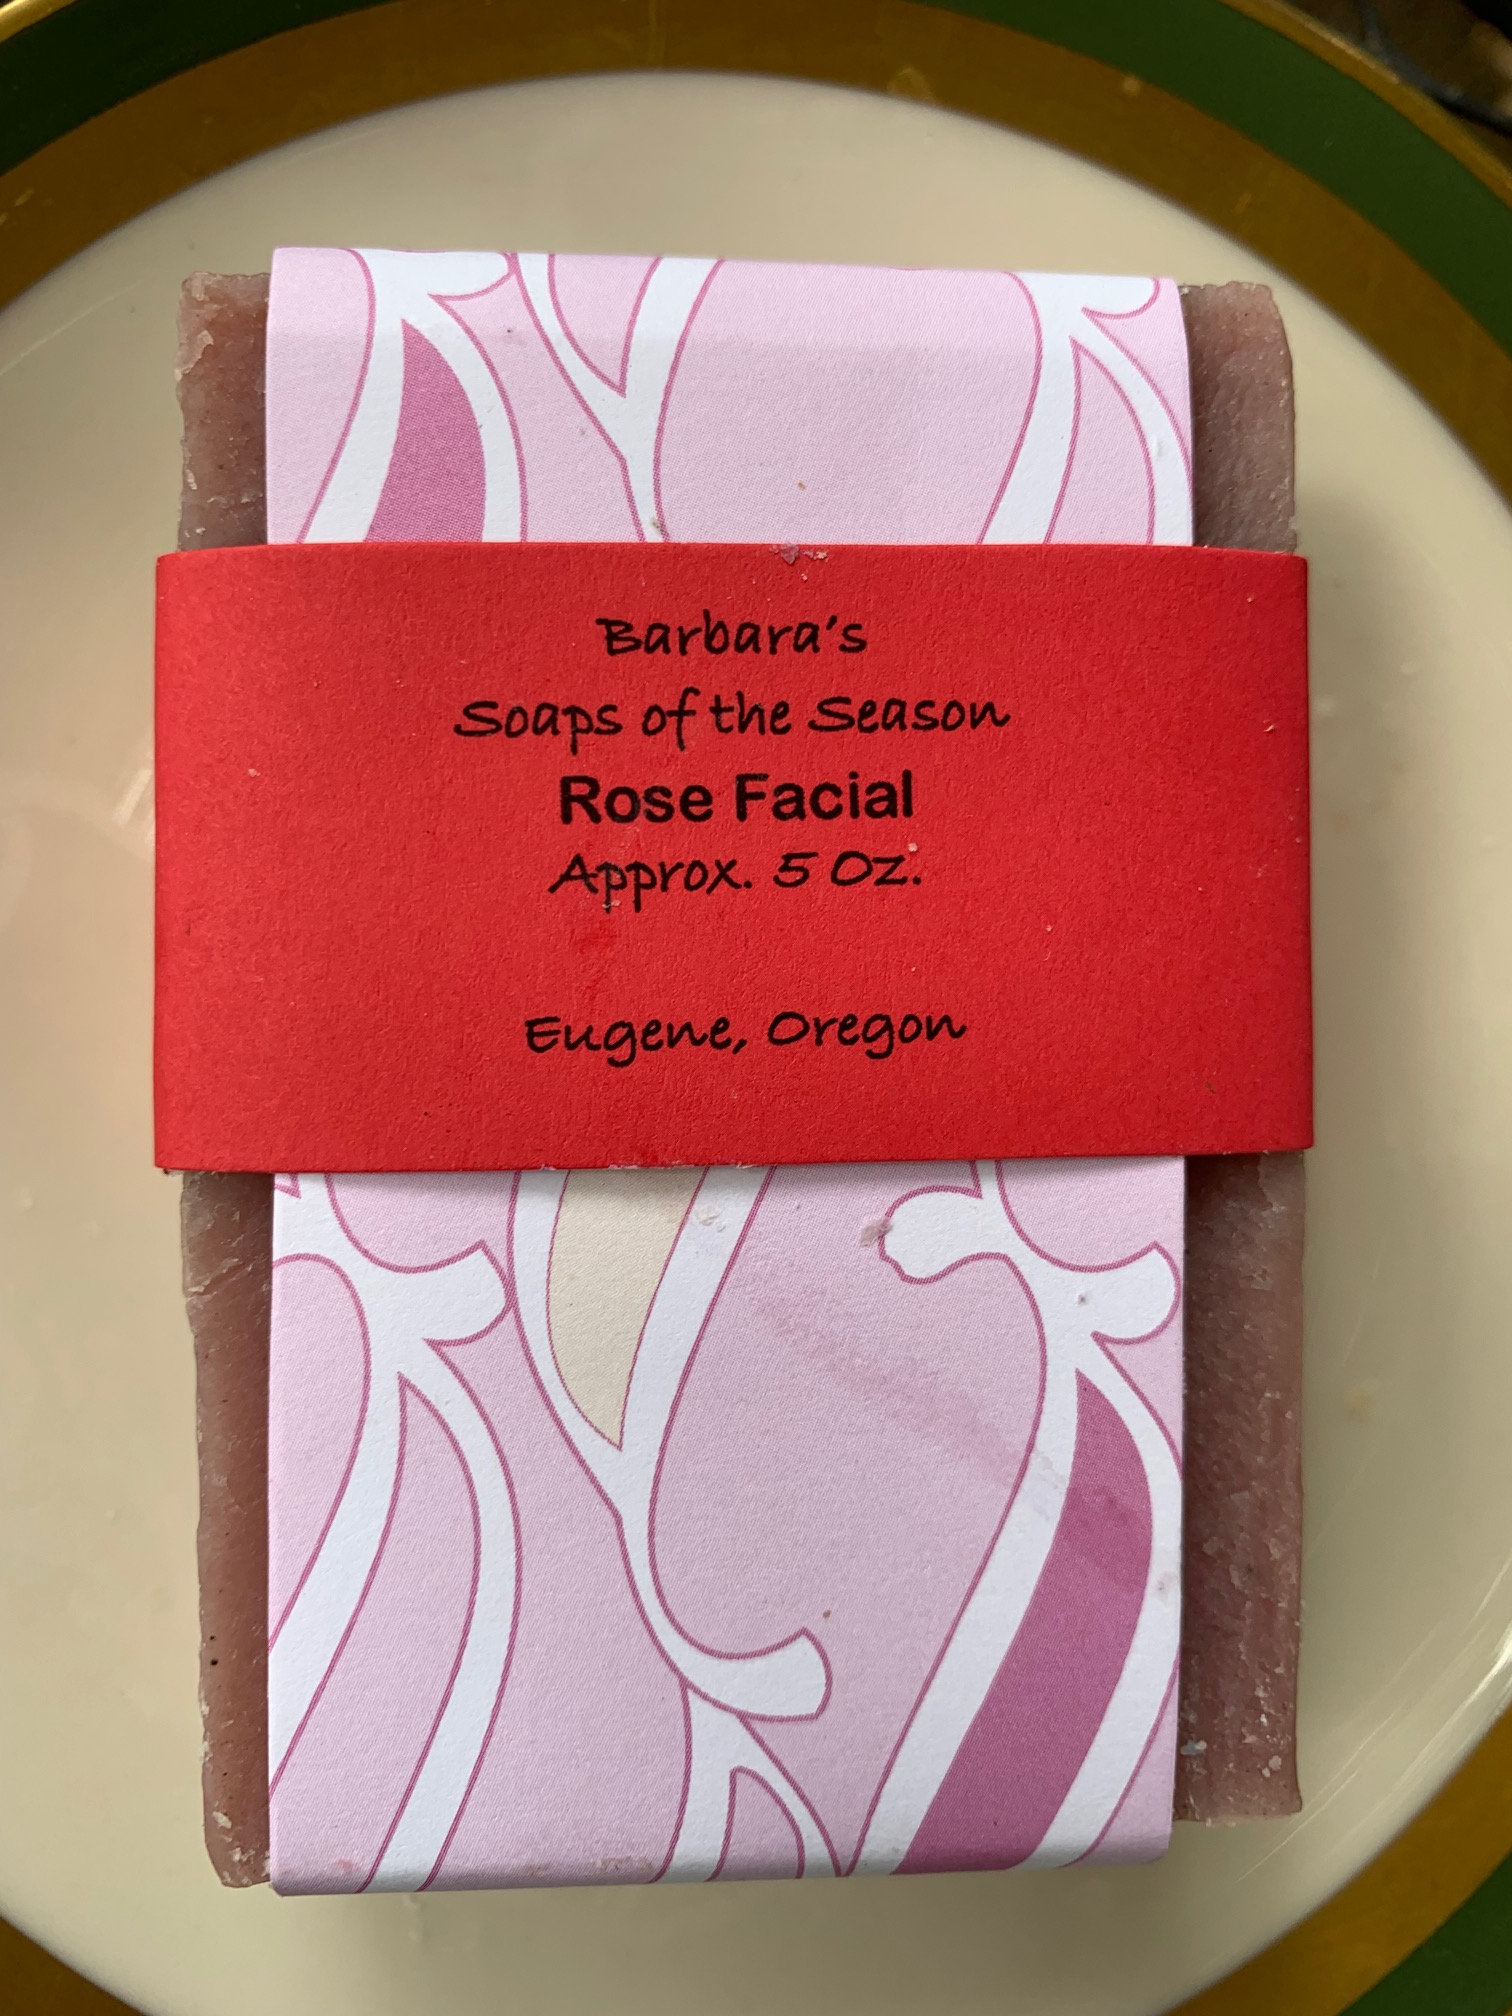 Barbara's
Soaps of the Season
Rose Facial
Approx. 5 Oz.
Eugene, Oregon